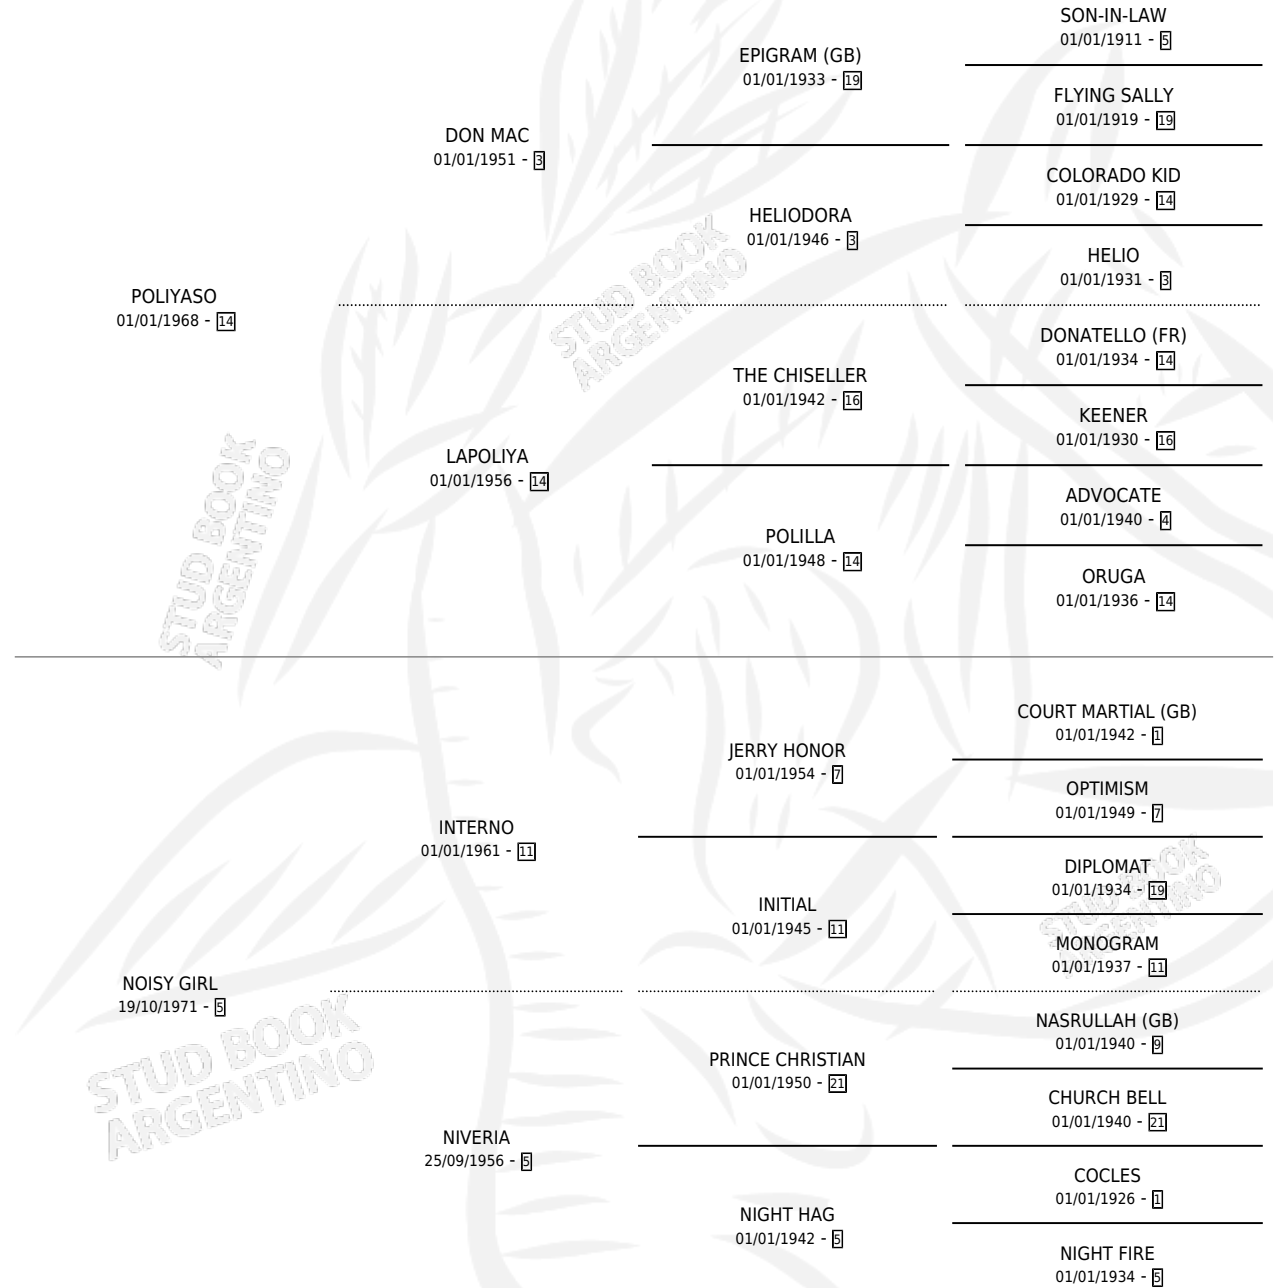 SON-IN-LAW
01/01/1911 - 5
EPIGRAM (GB)
01/01/1933 - 19
FLYING SALLY
01/01/1919 - 19
DON MAC
01/01/1951 - 3
COLORADO KID
01/01/1929 - 14
HELIODORA
01/01/1946 - 3
HELIO
01/01/1931 - 3
POLIYASO
01/01/1968 - 14
DONATELLO (FR)
01/01/1934 - 14
THE CHISELLER
01/01/1942 - 16
KEENER
01/01/1930 - 16
LAPOLIYA
01/01/1956 - 14
ADVOCATE
01/01/1940 - 4
POLILLA
01/01/1948 - 14
ORUGA
01/01/1936 - 14
STUD BOOK
ARGENTINO
STUD BOOK
ARGENTINO
COURT MARTIAL (GB)
01/01/1942 - 1
JERRY HONOR
01/01/1954 - 7
OPTIMISM
01/01/1949 - 7
INTERNO
01/01/1961 - 11
DIPLOMAT
01/01/1934 - 19
INITIAL
01/01/1945 - 11
MONOGRAM
01/01/1937 - 11
NOISY GIRL
19/10/1971 - 5
NASRULLAH (GB)
01/01/1940 - 9
PRINCE CHRISTIAN
01/01/1950 - 21
CHURCH BELL
01/01/1940 - 21
NIVERIA
25/09/1956 - 5
COCLES
01/01/1926 - 1
NIGHT HAG
01/01/1942 - 5
NIGHT FIRE
01/01/1934 - 5
STUD BOOK
ARGENTINO
STUD BOOK
ARGENTINO